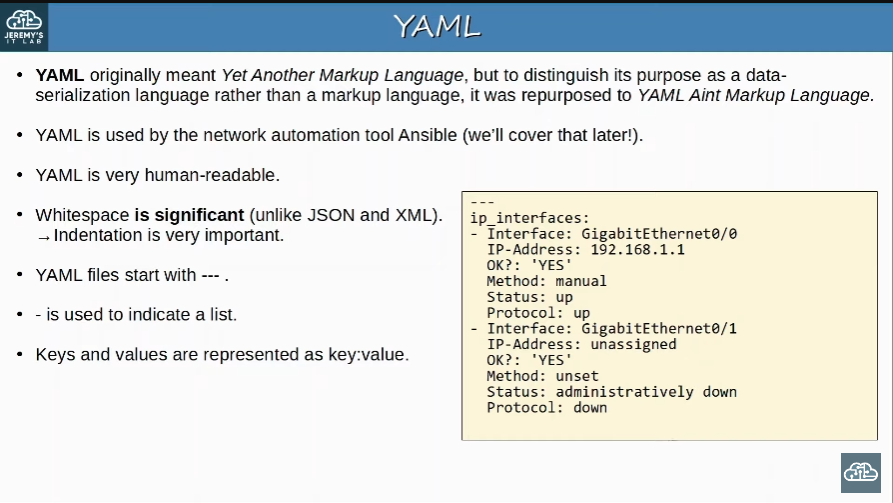 JEREMY'S
IT LAB
YAML
• YAML originally meant Yet Another Markup Language, but to distinguish its purpose as a data-
serialization language rather than a markup language, it was repurposed to YAML Aint Markup Language.
• YAML is used by the network automation tool Ansible (we'll cover that later!).
• YAML is very human-readable.
• Whitespace is significant (unlike JSON and XML).
→Indentation is very important.
• YAML files start with --- .
• - is used to indicate a list.
• Keys and values are represented as key:value.
---
ip_interfaces:
- Interface: GigabitEthernet0/0
  IP-Address: 192.168.1.1
  OK?: 'YES'
  Method: manual
  Status: up
  Protocol: up
- Interface: GigabitEthernet0/1
  IP-Address: unassigned
  OK?: 'YES'
  Method: unset
  Status: administratively down
  Protocol: down